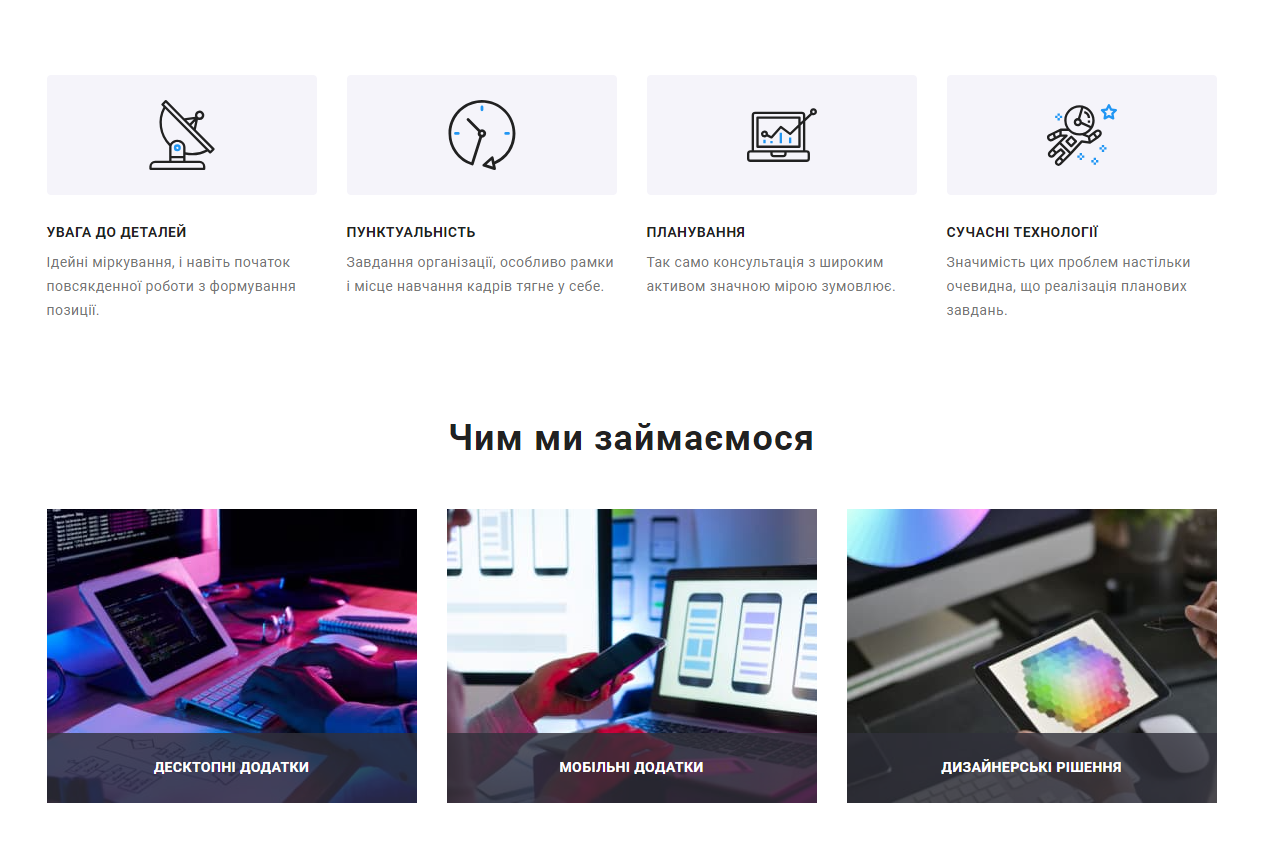 УВАГА ДО ДЕТАЛЕЙ
Ідейні міркування, і навіть початок
повсякденної роботи з формування
позиції.
ПУНКТУАЛЬНІСТЬ
Завдання організації, особливо рамки
і місце навчання кадрів тягне у себе.
ПЛАНУВАННЯ
Так само консультація з широким
активом значною мірою зумовлює.
СУЧАСНІ ТЕХНОЛОГІЇ
Значимість цих проблем настільки
очевидна, що реалізація планових
завдань.
Чим ми займаємося
ДЕСКТОПНІ ДОДАТКИ
МОБІЛЬНІ ДОДАТКИ
ДИЗАЙНЕРСЬКІ РІШЕННЯ